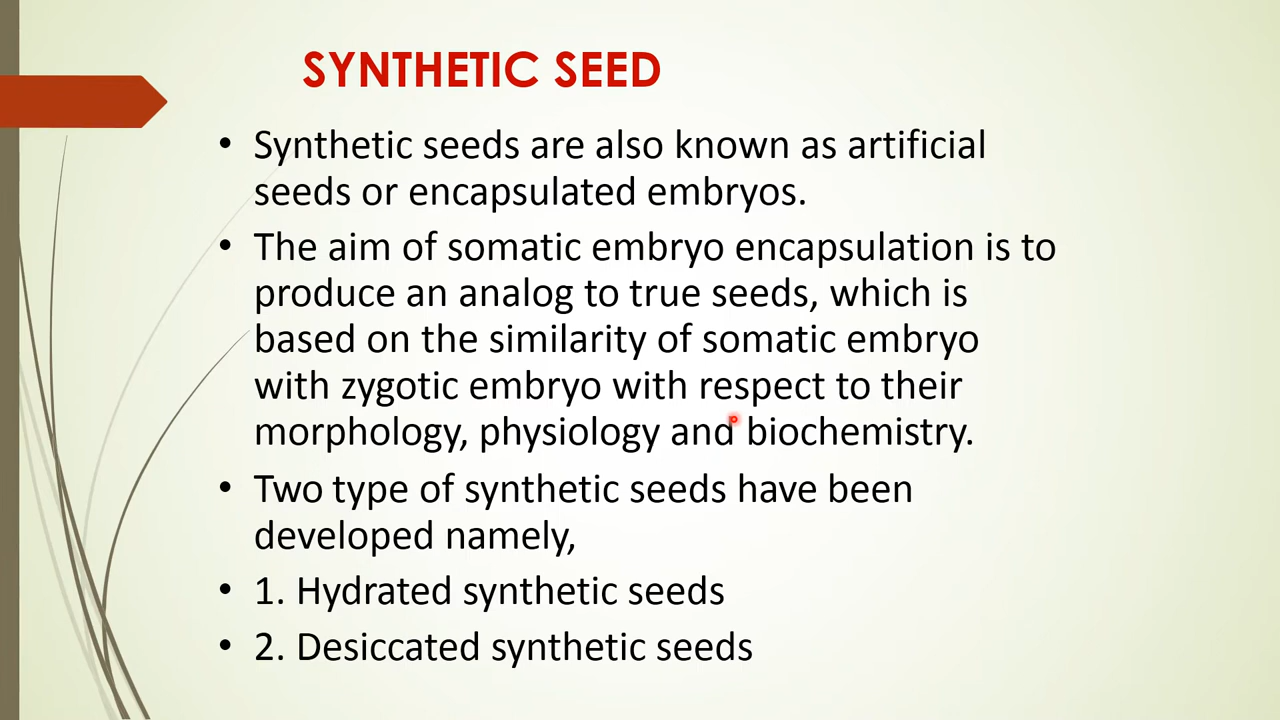 SYNTHETIC SEED
• Synthetic seeds are also known as artificial
seeds or encapsulated embryos.
• The aim of somatic embryo encapsulation is to
produce an analog to true seeds, which is
based on the similarity of somatic embryo
with zygotic embryo with respect to their
morphology, physiology and biochemistry.
• Two type of synthetic seeds have been
developed namely,
• 1. Hydrated synthetic seeds
• 2. Desiccated synthetic seeds